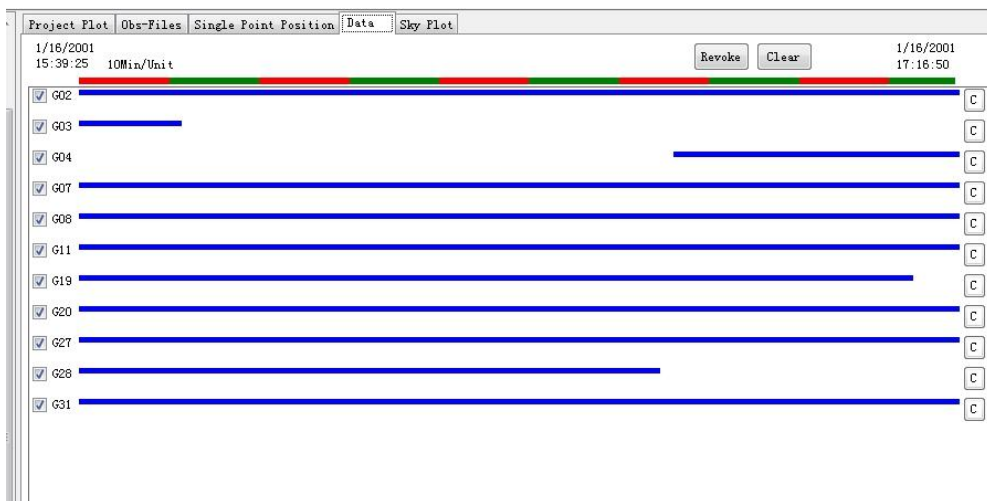 Project Plot Obs-Files Single Point Position Data Sky Plot
1/16/2001 1/16/2001
15:39:25 10Min/Unit Revoke Clear 17:16:50
G02 C
G03 C
G04 C
G07 C
G08 C
G11 C
G19 C
G20 C
G27 C
G28 C
G31 C